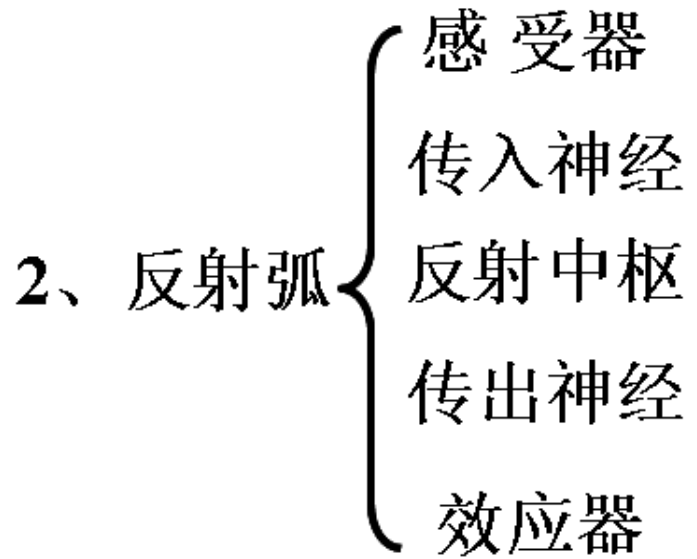 2、反射弧
感 受器
传入神经
反射中枢
传出神经
效应器